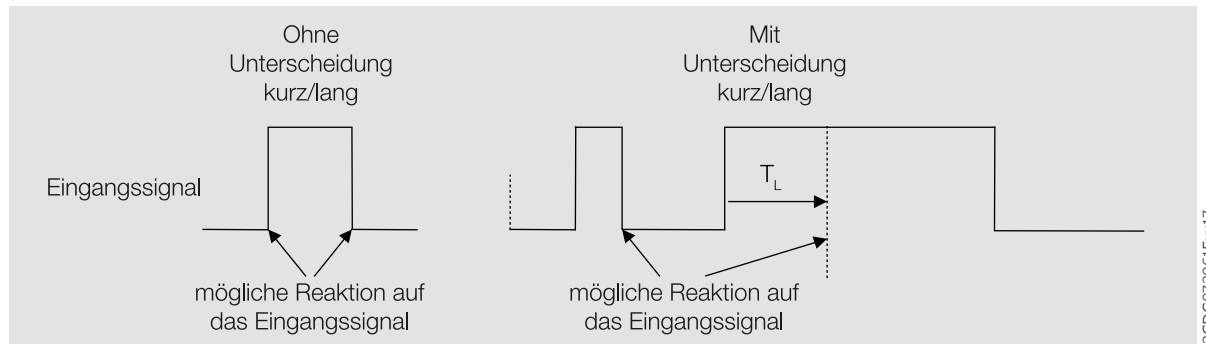 Ohne
Unterscheidung
kurz/lang
Mit
Unterscheidung
kurz/lang
Eingangssignal
T_L
mögliche Reaktion auf
das Eingangssignal
mögliche Reaktion auf
das Eingangssignal